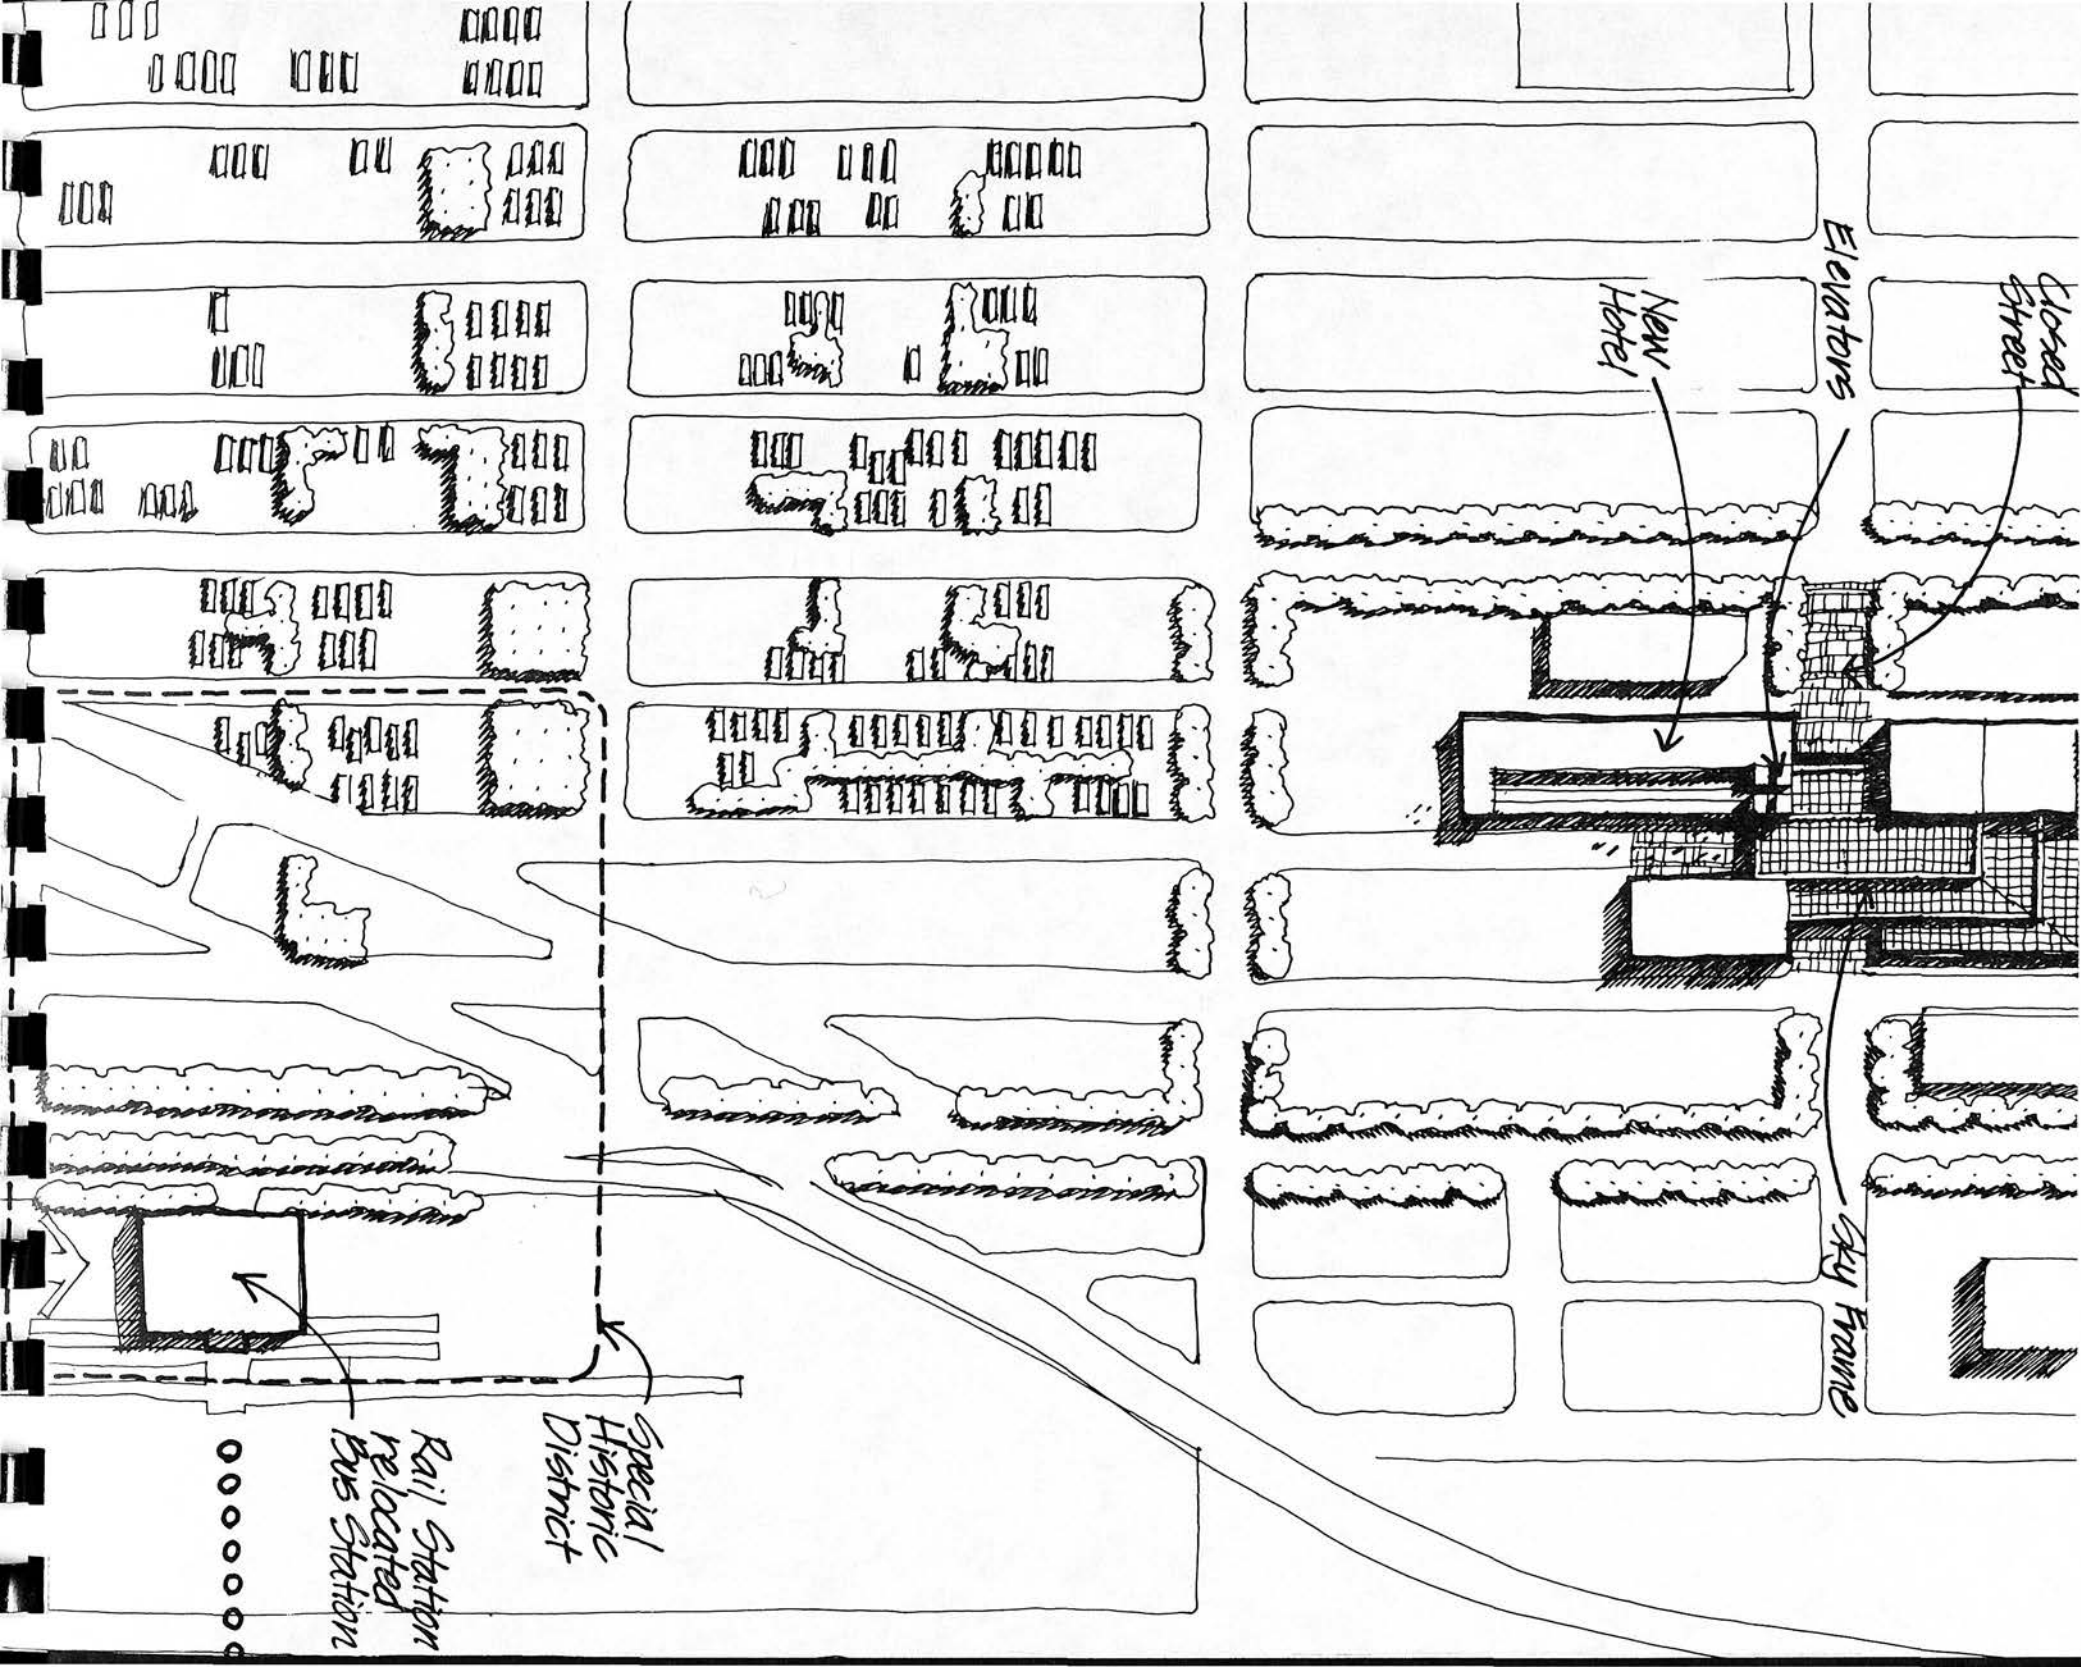 Closed
Street
Elevators
New
Hotel
Sky Frame
Special
Historic
District
Rail Station
relocated
Bus Station